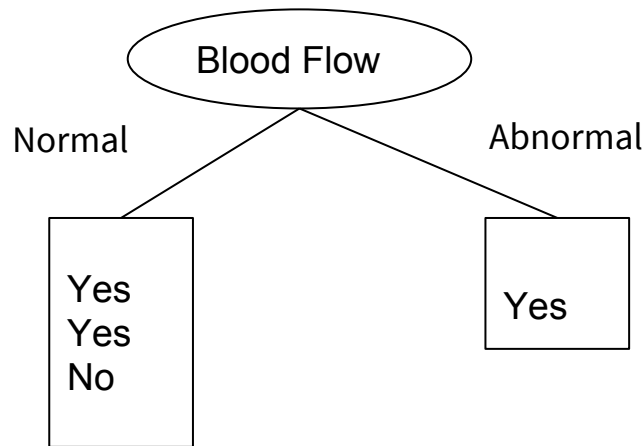 Blood Flow
Normal
Abnormal
Yes
Yes
No
Yes